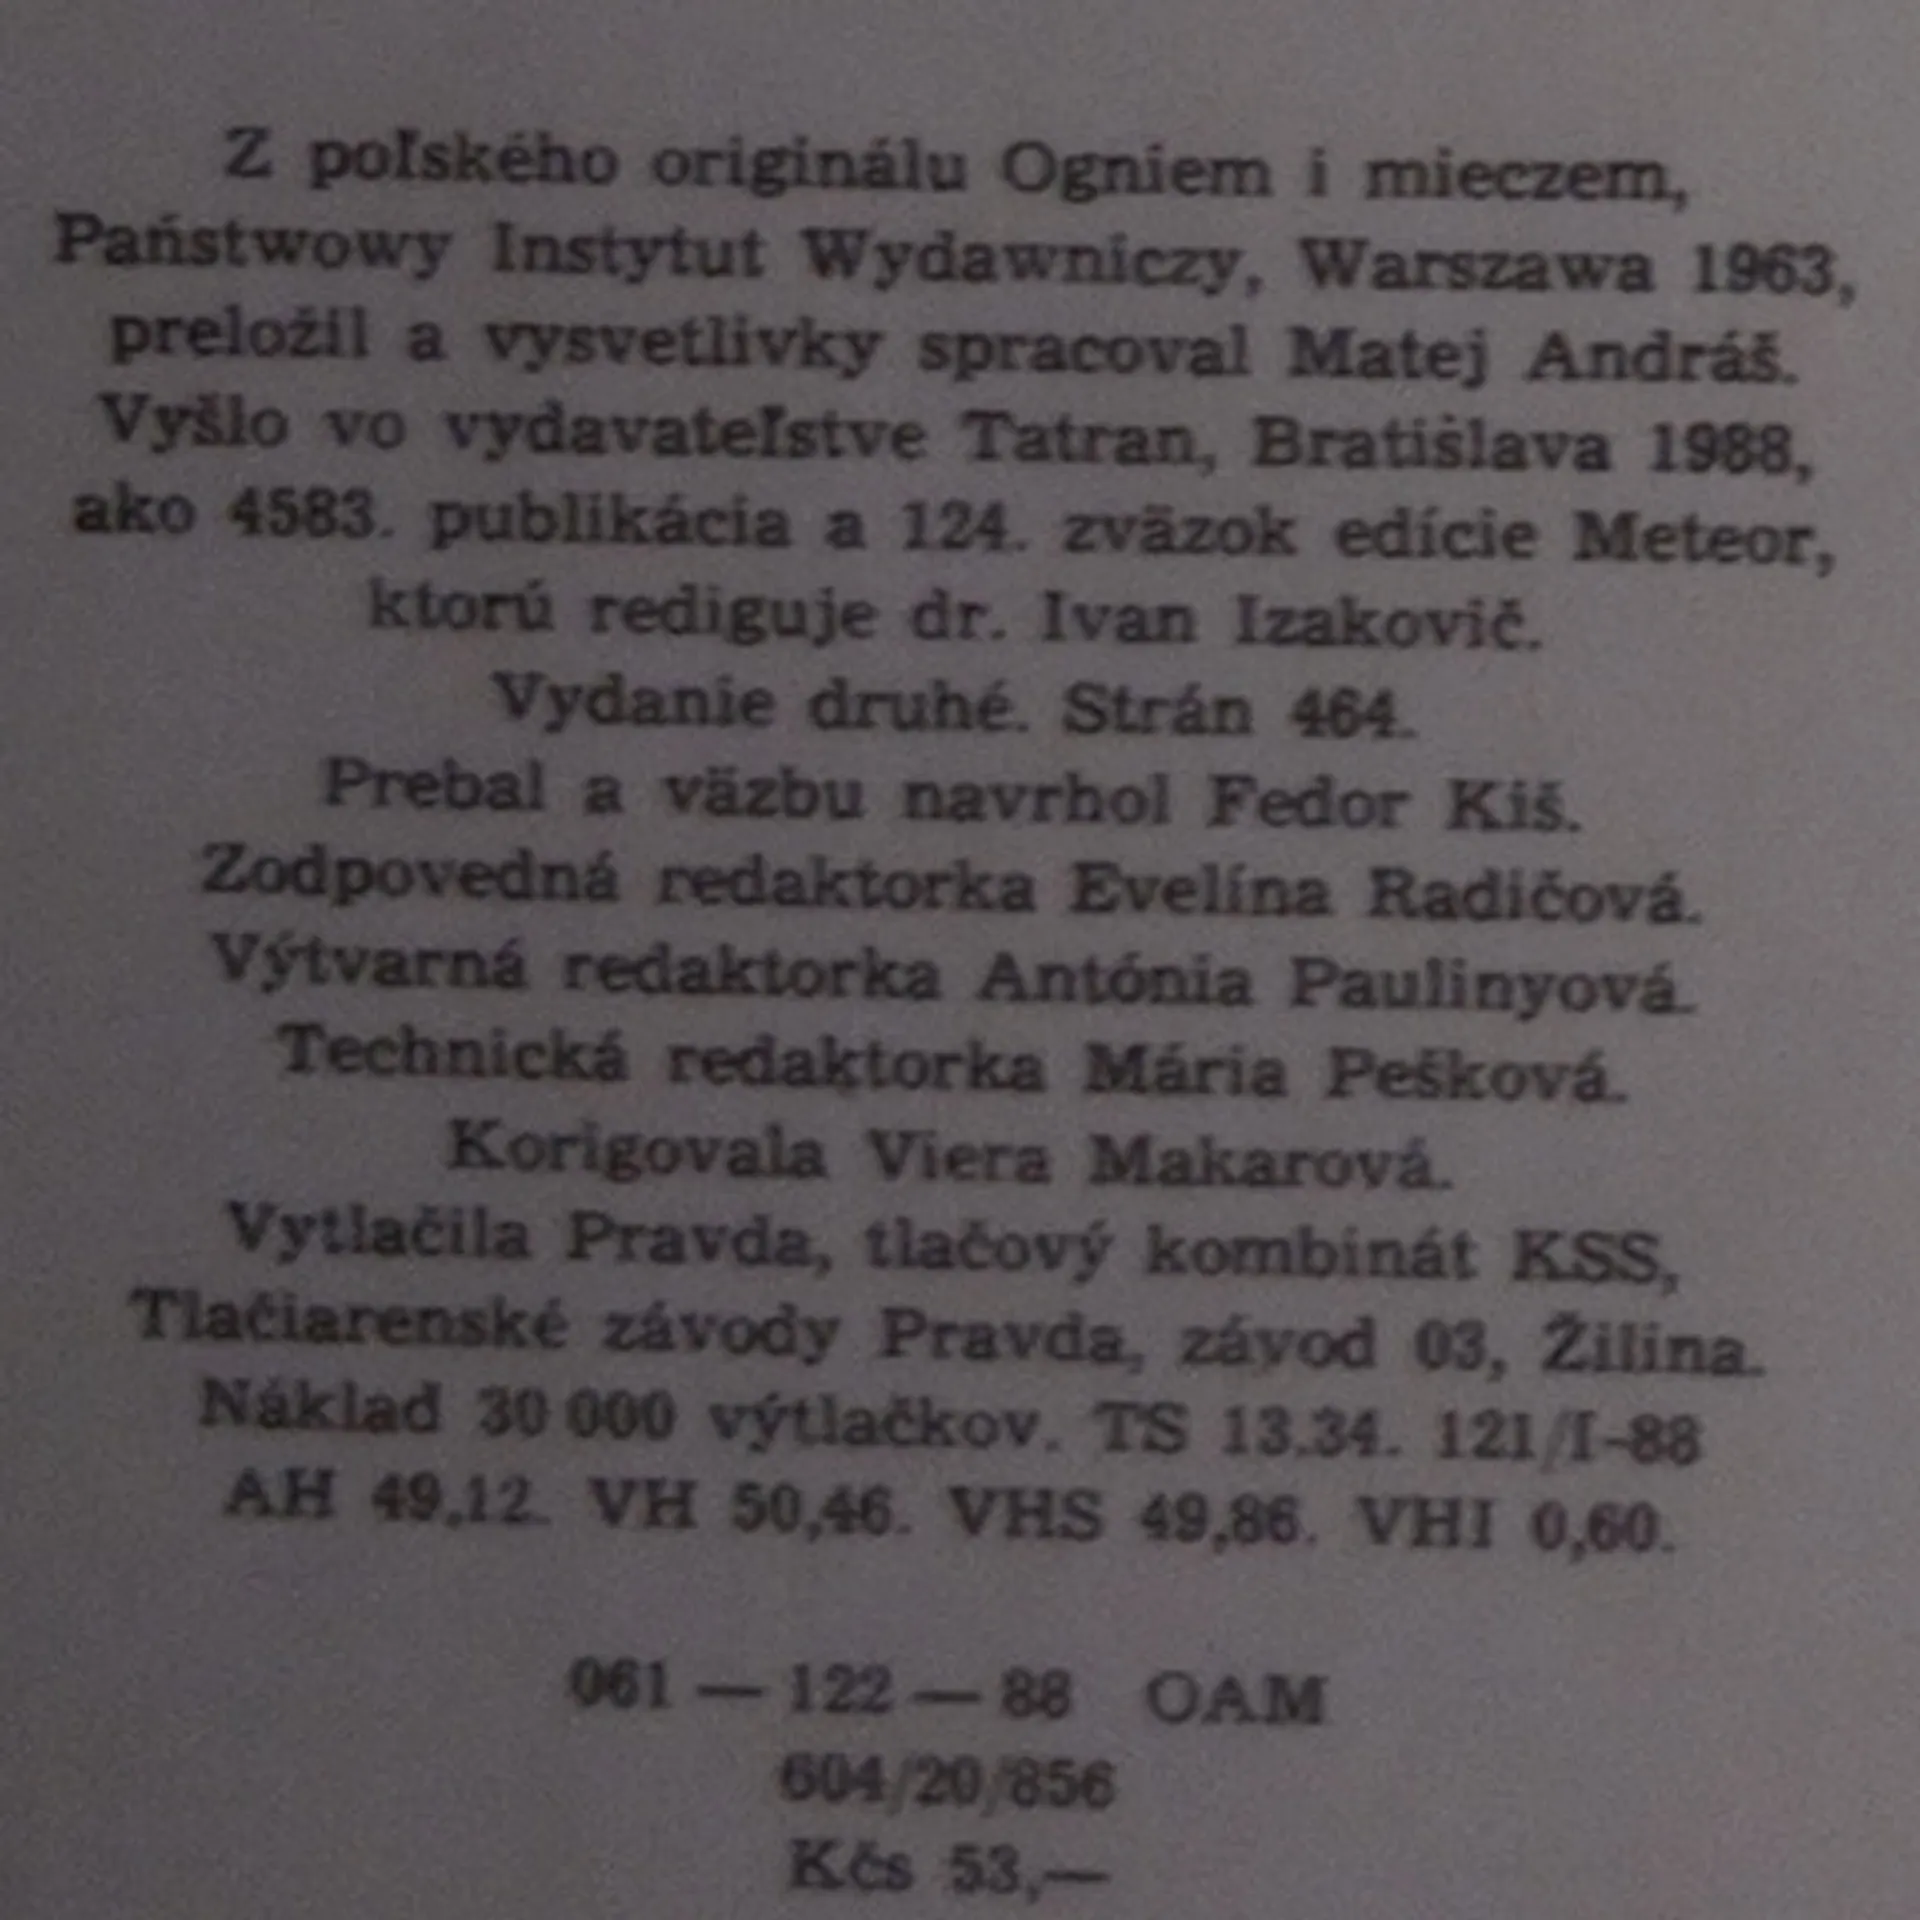 Z poľského originálu Ogniem i mieczem,
Państwowy Instytut Wydawniczy, Warszawa 1963,
preložil a vysvetlivky spracoval Matej Andráš.
Vyšlo vo vydavateľstve Tatran, Bratislava 1988,
ako 4583. publikácia a 124. zväzok edície Meteor,
ktorú rediguje dr. Ivan Izakovič.
Vydanie druhé. Strán 464.
Prebal a väzbu navrhol Fedor Kiš.
Zodpovedná redaktorka Evelína Radičová.
Výtvarná redaktorka Antónia Paulinyová.
Technická redaktorka Mária Pešková.
Korigovala Viera Makarová.
Vytlačila Pravda, tlačový kombinát KSS,
Tlačiarenské závody Pravda, závod 03, Žilina.
Náklad 30 000 výtlačkov. TS 13.34. 121/I-88
AH 49,12. VH 50,46. VHS 49,86. VHI 0,60.
061 — 122 — 88 OAM
604/20/856
Kčs 53,—